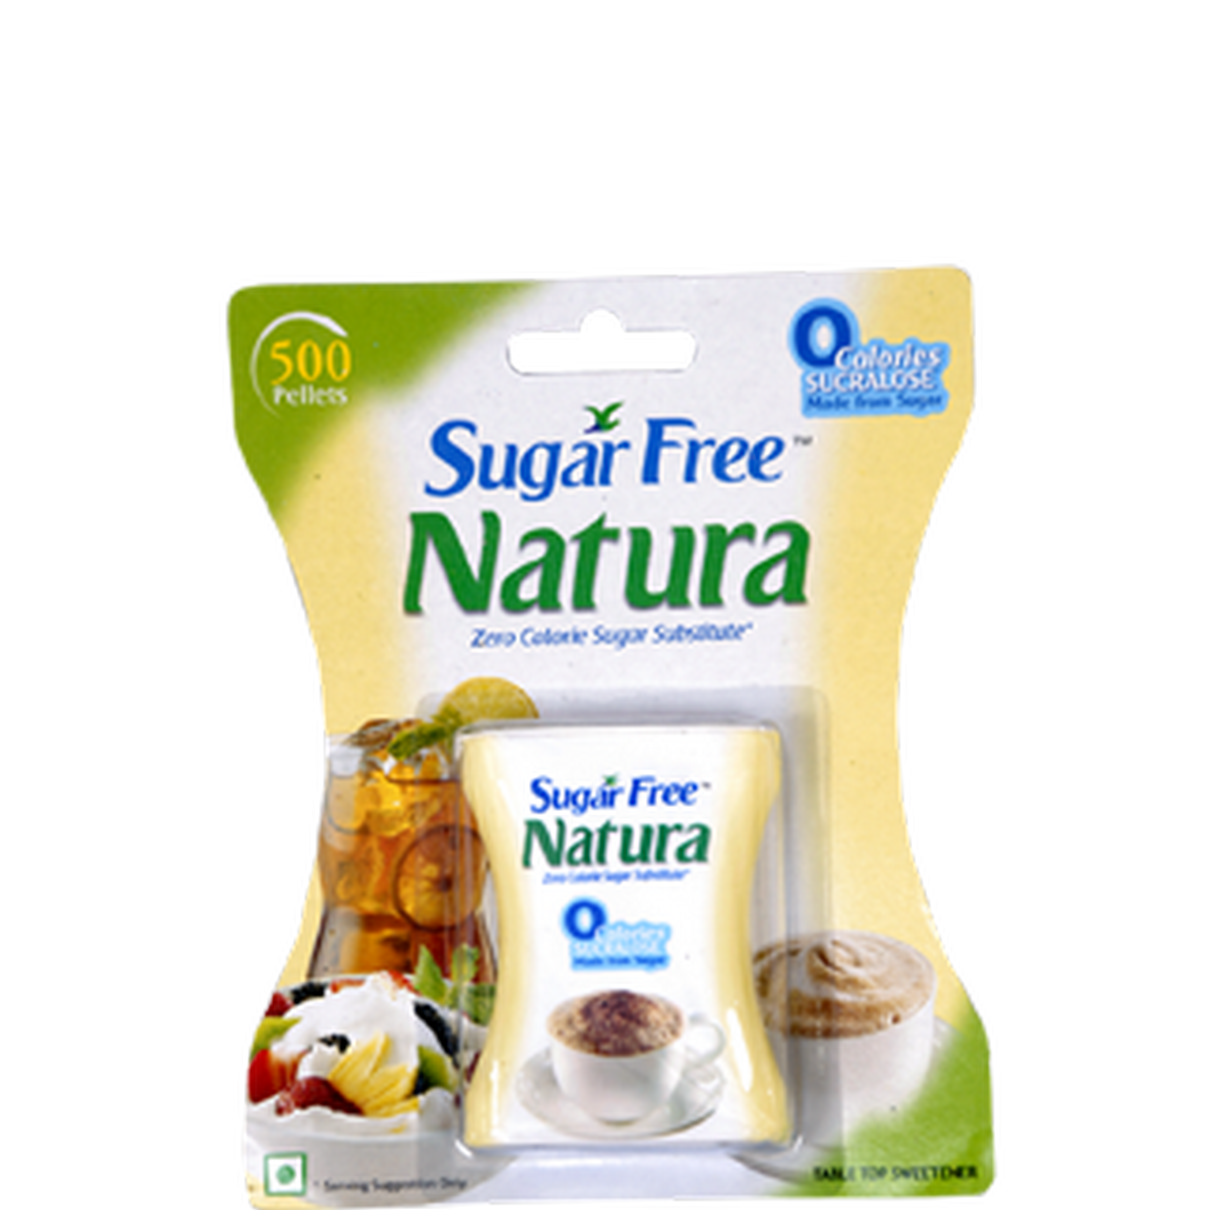 500
Pellets
0
Calories
SUCRALOSE
Made from Sugar
Sugar Free™
Natura
Zero Calorie Sugar Substitute*
Sugar Free™
Natura
Zero Calorie Sugar Substitute*
0
Calories
SUCRALOSE
Made from Sugar
* Serving Suggestion Only
TABLE TOP SWEETENER